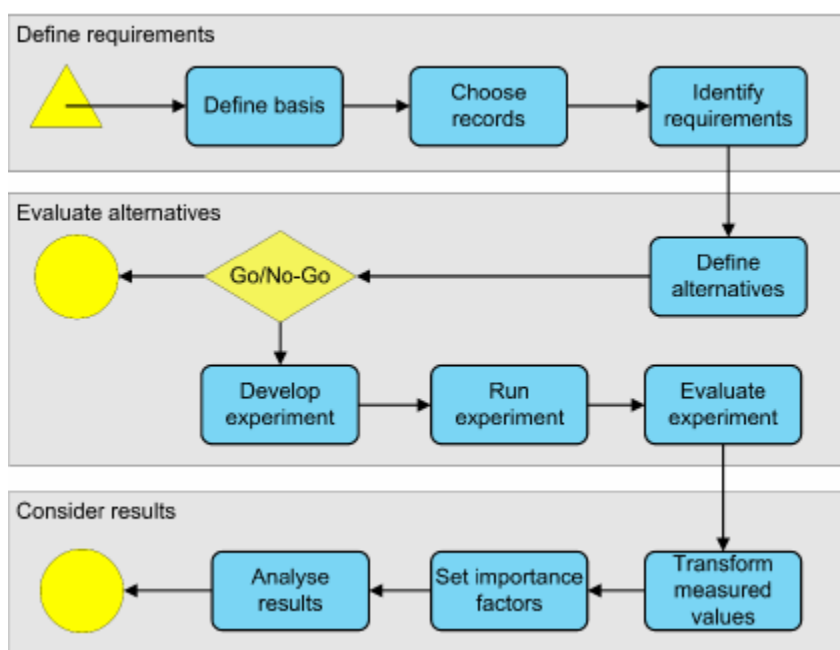 Define requirements
Define basis
Choose
records
Identify
requirements
Evaluate alternatives
Go/No-Go
Define
alternatives
Develop
experiment
Run
experiment
Evaluate
experiment
Consider results
Analyse
results
Set importance
factors
Transform
measured
values